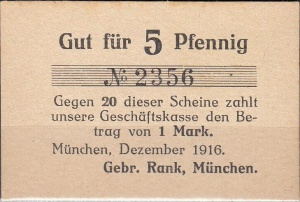 Gut für 5 Pfennig
№ 2356
Gegen 20 dieser Scheine zahlt
unsere Geschäftskasse den Be-
trag von 1 Mark.
München, Dezember 1916.
Gebr. Rank, München.